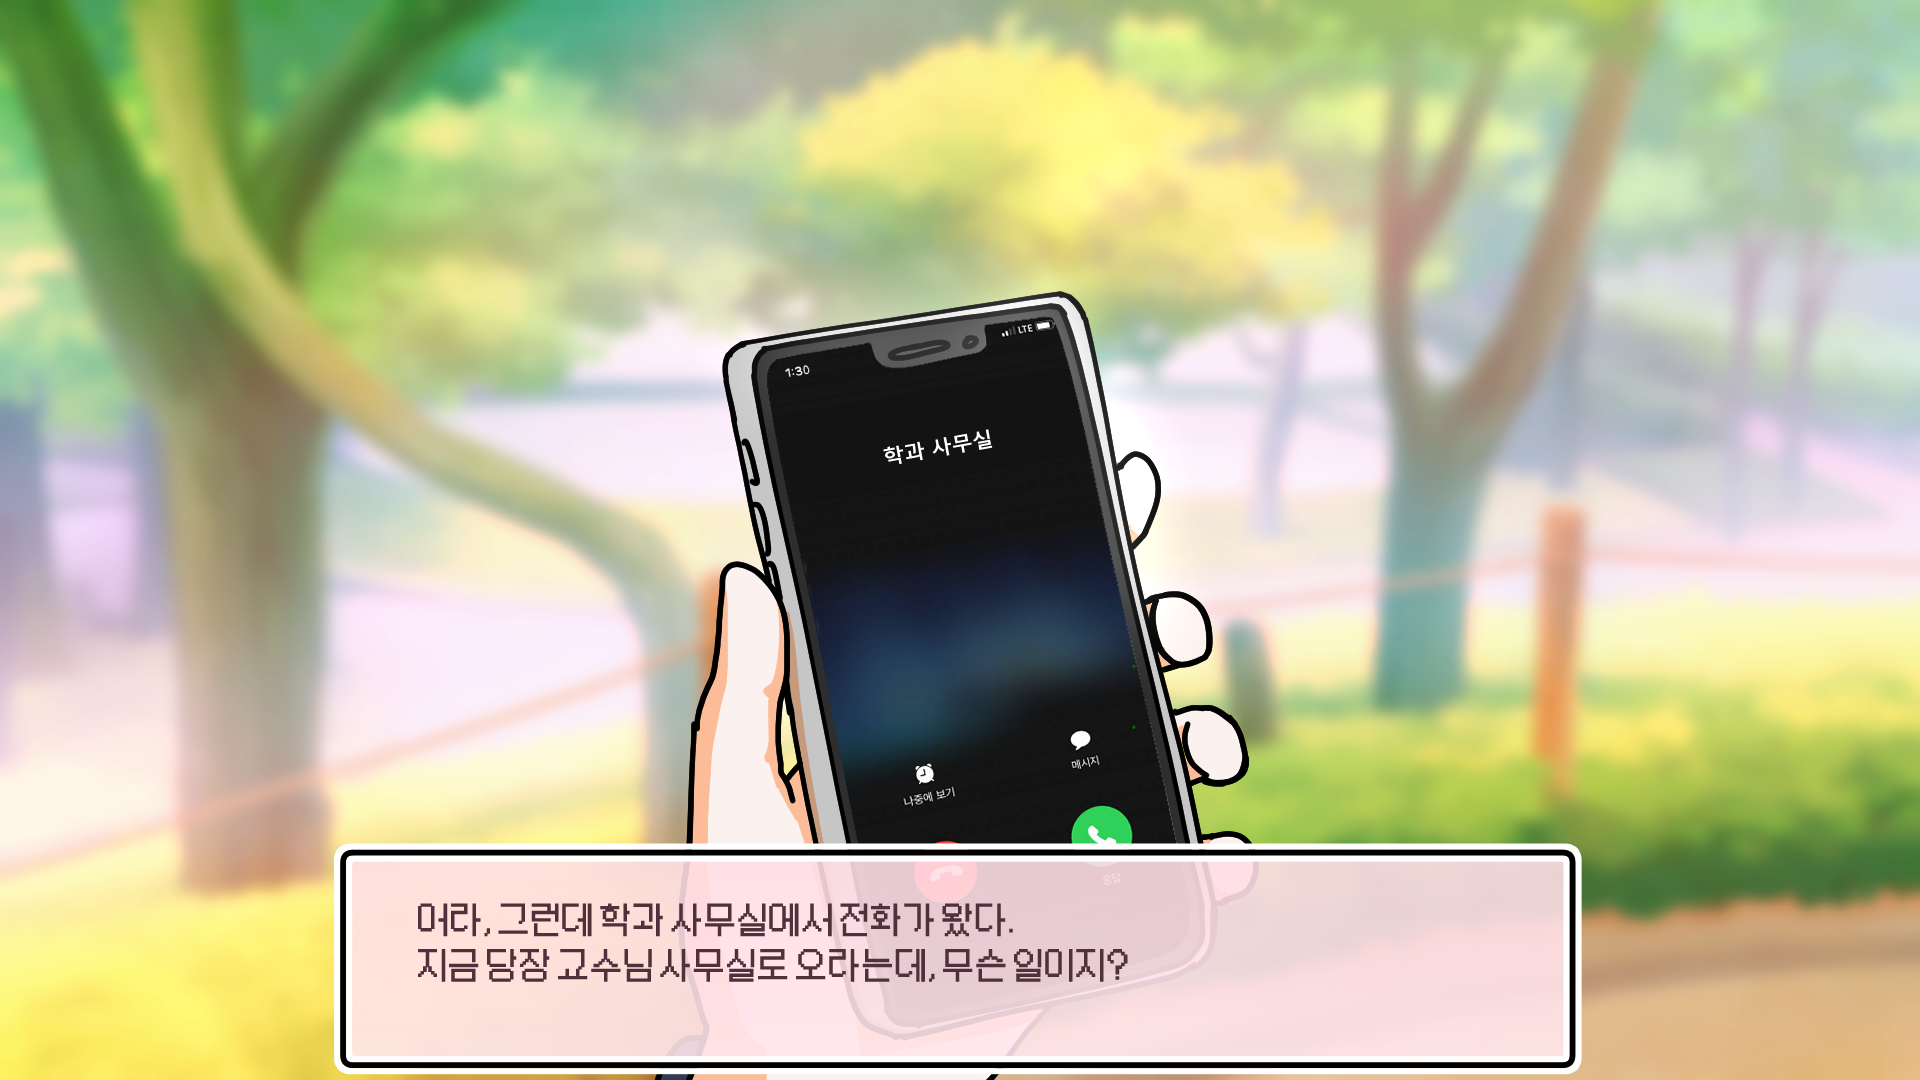 1:30
LTE
학과 사무실
나중에 보기
메시지
응답
어라, 그런데 학과 사무실에서 전화가 왔다.
지금 당장 교수님 사무실로 오라는데, 무슨 일이지?